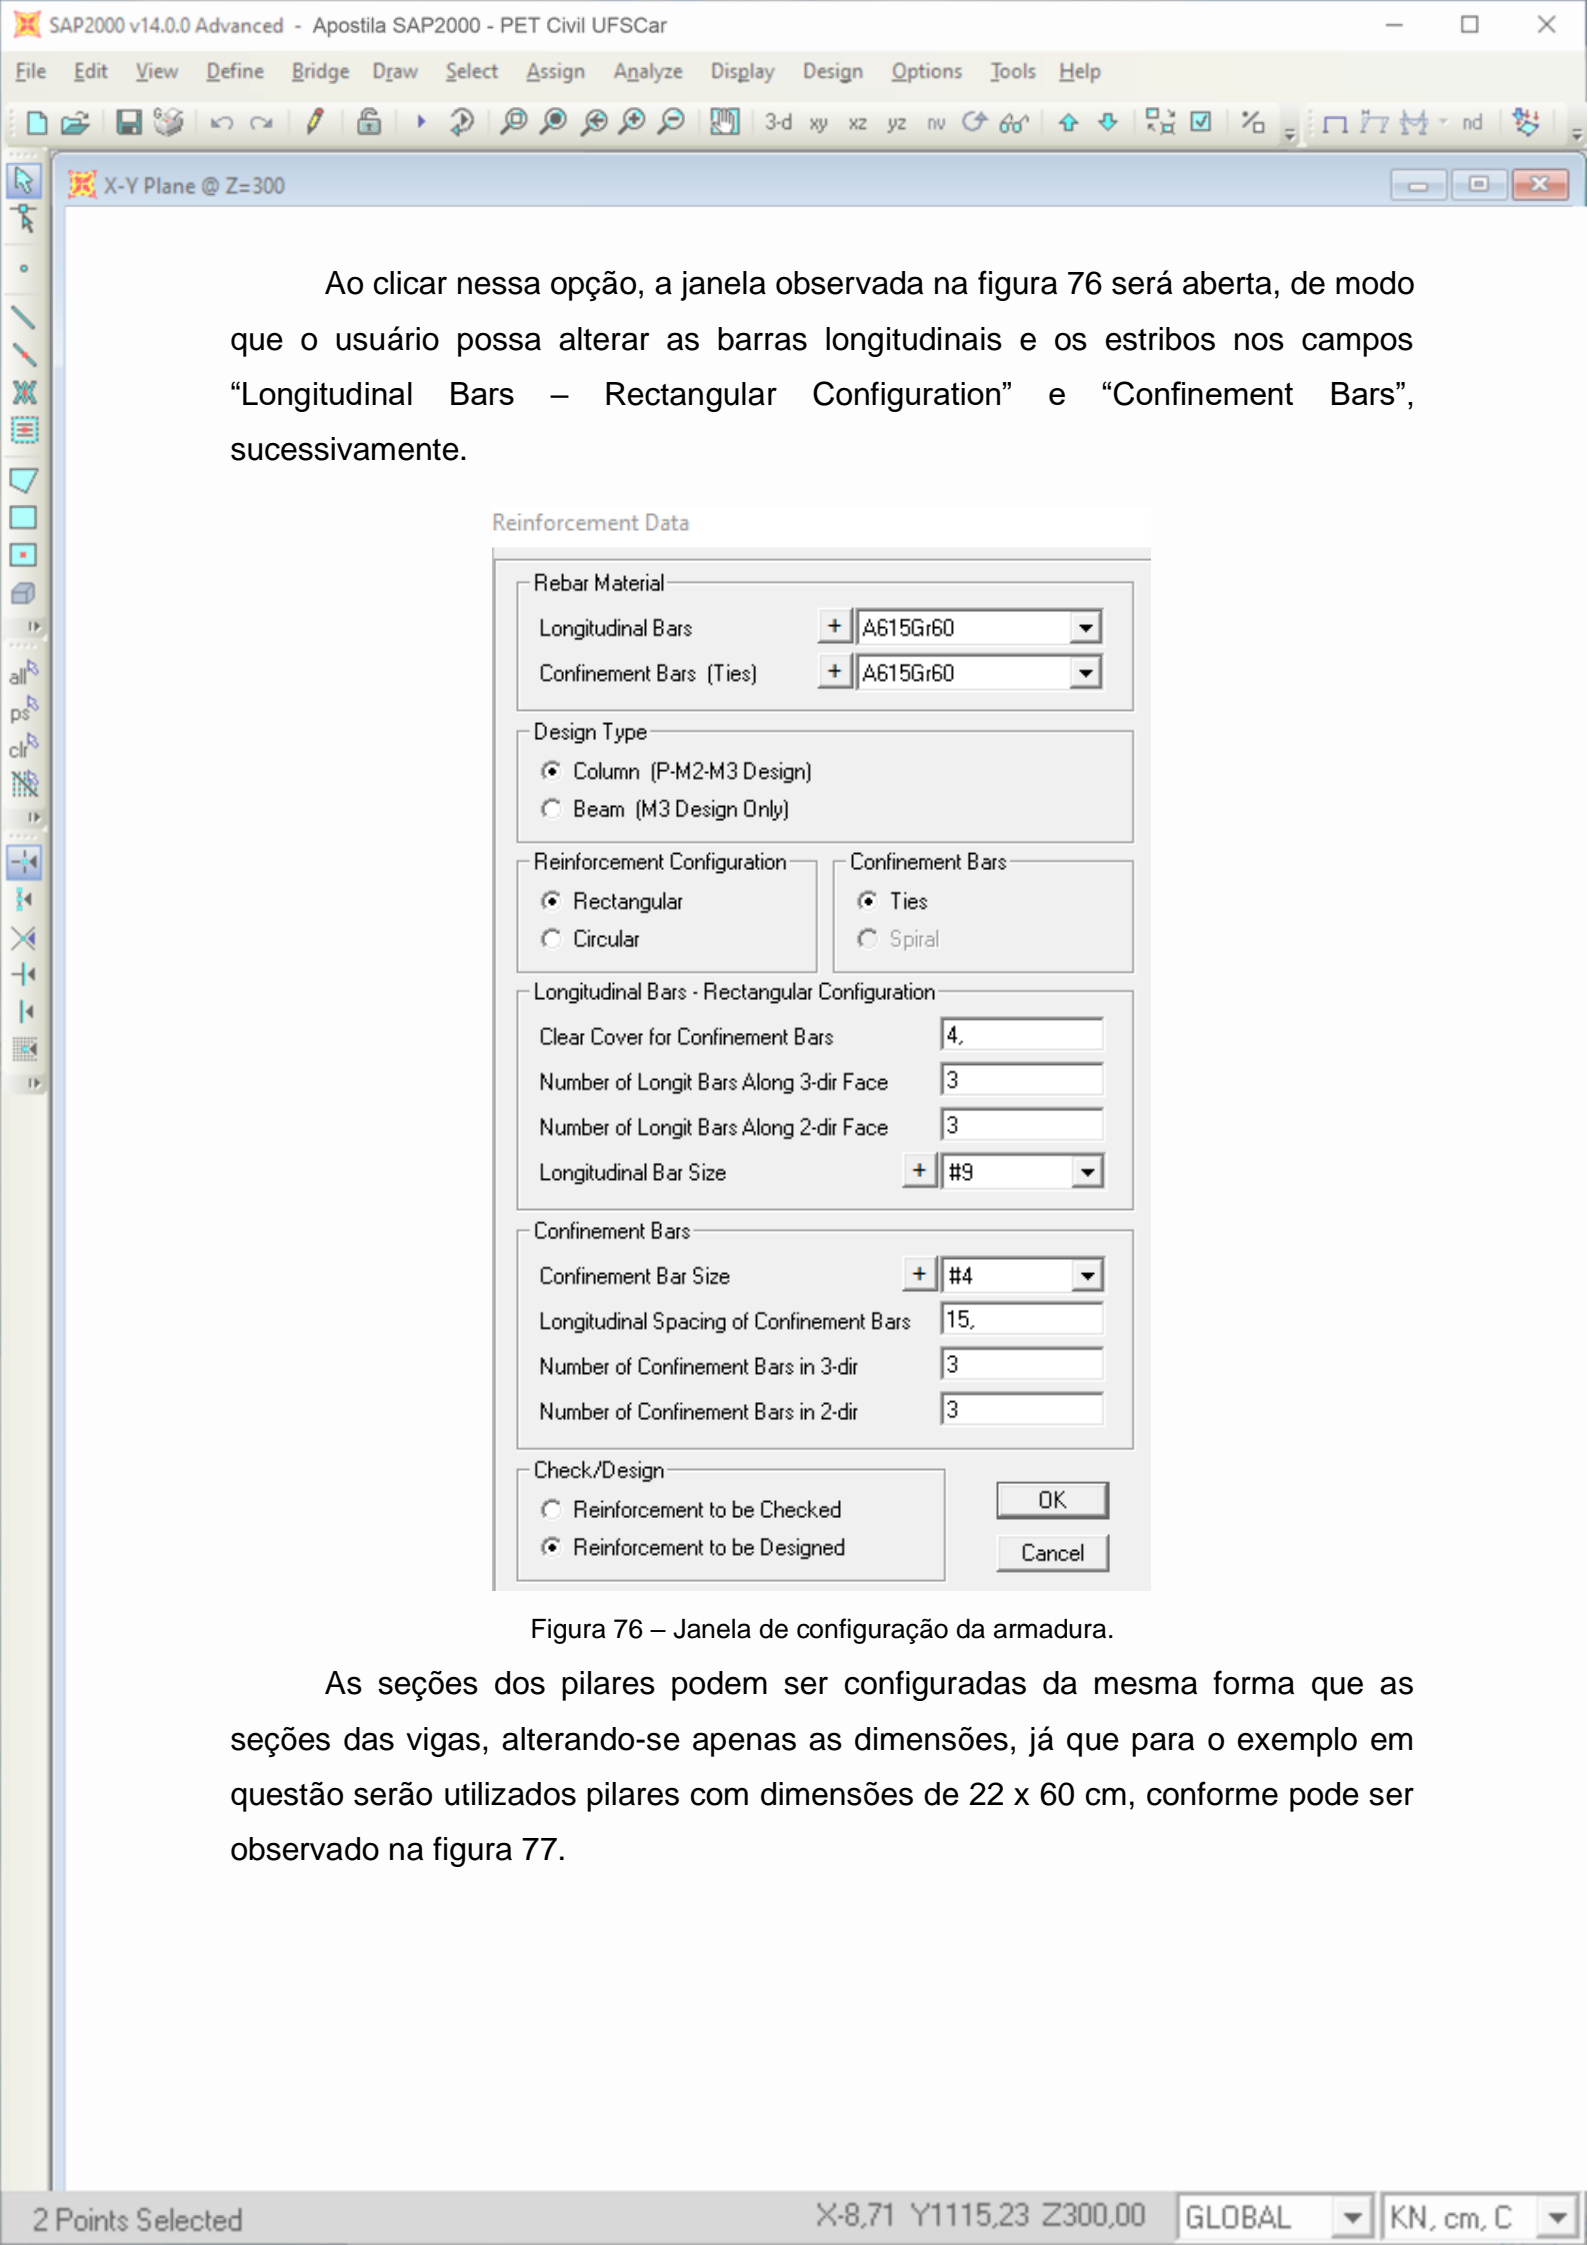 SAP2000 v14.0.0 Advanced - Apostila SAP2000 - PET Civil UFSCar
File Edit View Define Bridge Draw Select Assign Analyze Display Design Options Tools Help
3-d xy xz yz nv nd
X-Y Plane @ Z=300
all
ps
clr
Ao clicar nessa opção, a janela observada na figura 76 será aberta, de modo
que o usuário possa alterar as barras longitudinais e os estribos nos campos
“Longitudinal Bars – Rectangular Configuration” e “Confinement Bars”,
sucessivamente.
Reinforcement Data
Rebar Material
Longitudinal Bars + A615Gr60
Confinement Bars (Ties) + A615Gr60
Design Type
Column (P-M2-M3 Design)
Beam (M3 Design Only)
Reinforcement Configuration Confinement Bars
Rectangular Ties
Circular Spiral
Longitudinal Bars - Rectangular Configuration
Clear Cover for Confinement Bars 4,
Number of Longit Bars Along 3-dir Face 3
Number of Longit Bars Along 2-dir Face 3
Longitudinal Bar Size + #9
Confinement Bars
Confinement Bar Size + #4
Longitudinal Spacing of Confinement Bars 15,
Number of Confinement Bars in 3-dir 3
Number of Confinement Bars in 2-dir 3
Check/Design
Reinforcement to be Checked OK
Reinforcement to be Designed Cancel
Figura 76 – Janela de configuração da armadura.
As seções dos pilares podem ser configuradas da mesma forma que as
seções das vigas, alterando-se apenas as dimensões, já que para o exemplo em
questão serão utilizados pilares com dimensões de 22 x 60 cm, conforme pode ser
observado na figura 77.
2 Points Selected X-8,71 Y1115,23 Z300,00 GLOBAL KN, cm, C